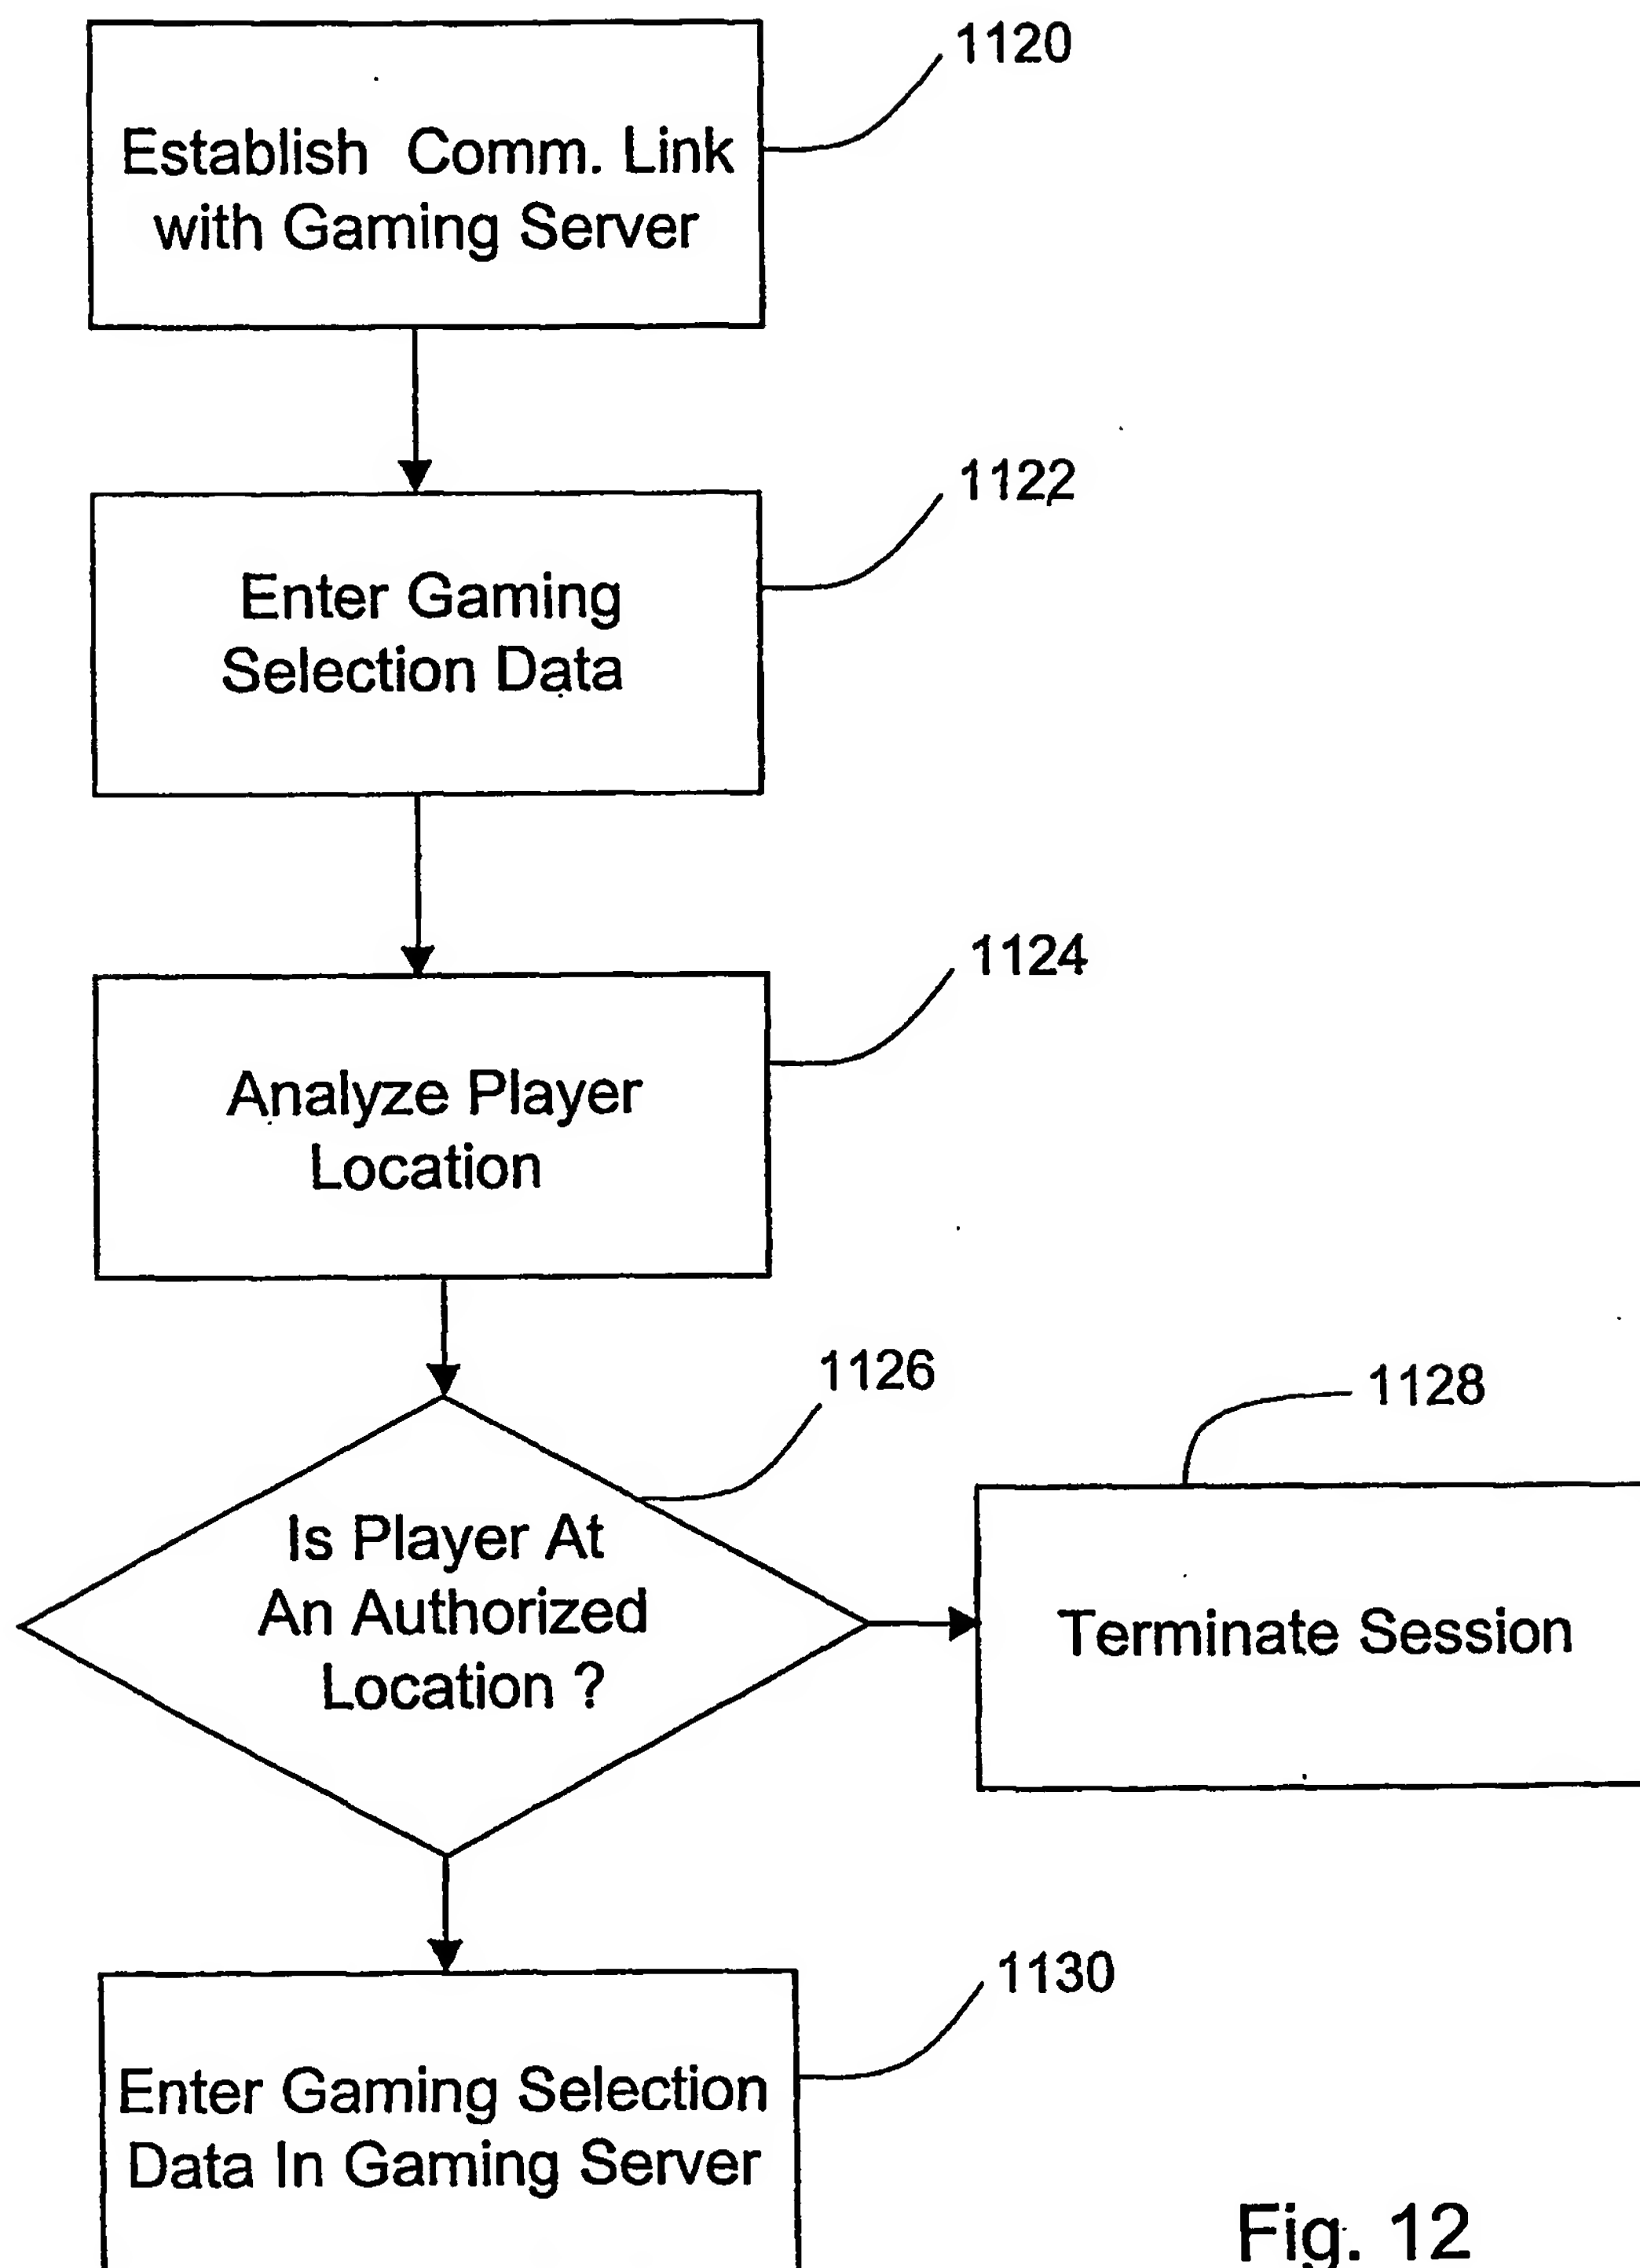 1120
Establish Comm. Link
with Gaming Server
1122
Enter Gaming
Selection Data
1124
Analyze Player
Location
1126
Is Player At
An Authorized
Location ?
1128
Terminate Session
1130
Enter Gaming Selection
Data In Gaming Server
Fig. 12